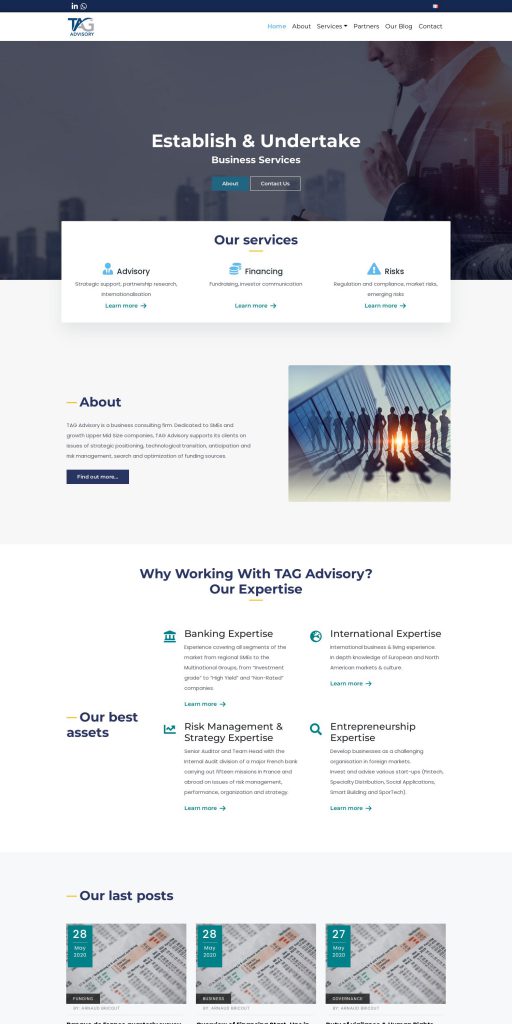 TAG
ADVISORY
Home About Services Partners Our Blog Contact
Establish & Undertake
Business Services
About Contact Us
Our services
Advisory
Strategic support, partnership research,
Internationalisation
Learn more
Financing
Fundraising, investor communication
Learn more
Risks
Regulation and compliance, market risks,
emerging risks
Learn more
About
TAG Advisory is a business consulting firm. Dedicated to SMEs and
growth Upper Mid Size companies, TAG Advisory supports its clients on
issues of strategic positioning, technological transition, anticipation and
risk management, search and optimization of funding sources.
Find out more...
Why Working With TAG Advisory?
Our Expertise
Our best
assets
Banking Expertise
Experience covering all segments of the
market from regional SMEs to the
Multinational Groups, from "Investment
grade" to "High Yield" and "Non-Rated"
companies
Learn more
International Expertise
International business & living experience.
In depth knowledge of European and North
American markets & culture.
Learn more
Risk Management &
Strategy Expertise
Senior Auditor and Team Head with the
Internal Audit division of a major French bank
carrying out fifteen missions in France and
abroad on issues of risk management,
performance, organization and strategy.
Learn more
Entrepreneurship
Expertise
Develop businesses as a challenging
organisation in foreign markets.
Invest and advise various start-ups (Fintech,
Specialty Distribution, Social Applications,
Smart Building and SporTech).
Learn more
Our last posts
28
May
2020
FUNDING
BY: ARNAUD BRICOUT
28
May
2020
BUSINESS
BY: ARNAUD BRICOUT
27
May
2020
GOVERNANCE
BY: ARNAUD BRICOUT